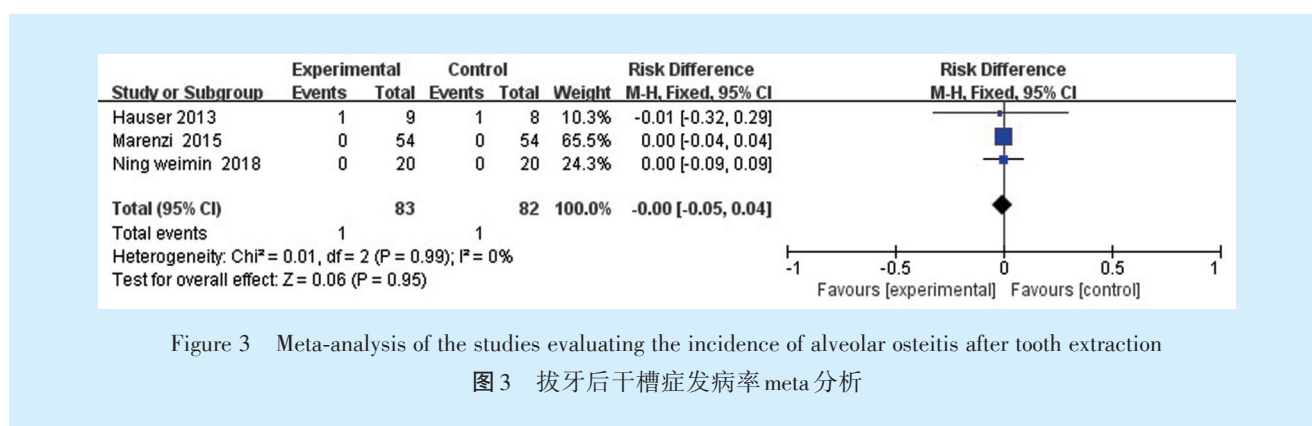 Experimental Control Risk Difference Risk Difference
Study or Subgroup Events Total Events Total Weight M-H, Fixed, 95% CI M-H, Fixed, 95% CI
Hauser 2013 1 9 1 8 10.3% -0.01 [-0.32, 0.29]
Marenzi 2015 0 54 0 54 65.5% 0.00 [-0.04, 0.04]
Ning weimin 2018 0 20 0 20 24.3% 0.00 [-0.09, 0.09]
Total (95% CI) 83 82 100.0% -0.00 [-0.05, 0.04]
Total events 1 1
Heterogeneity: Chi² = 0.01, df = 2 (P = 0.99); I² = 0%
Test for overall effect: Z = 0.06 (P = 0.95)
-1 -0.5 0 0.5 1
Favours [experimental] Favours [control]
Figure 3 Meta-analysis of the studies evaluating the incidence of alveolar osteitis after tooth extraction
图3 拔牙后干槽症发病率meta分析